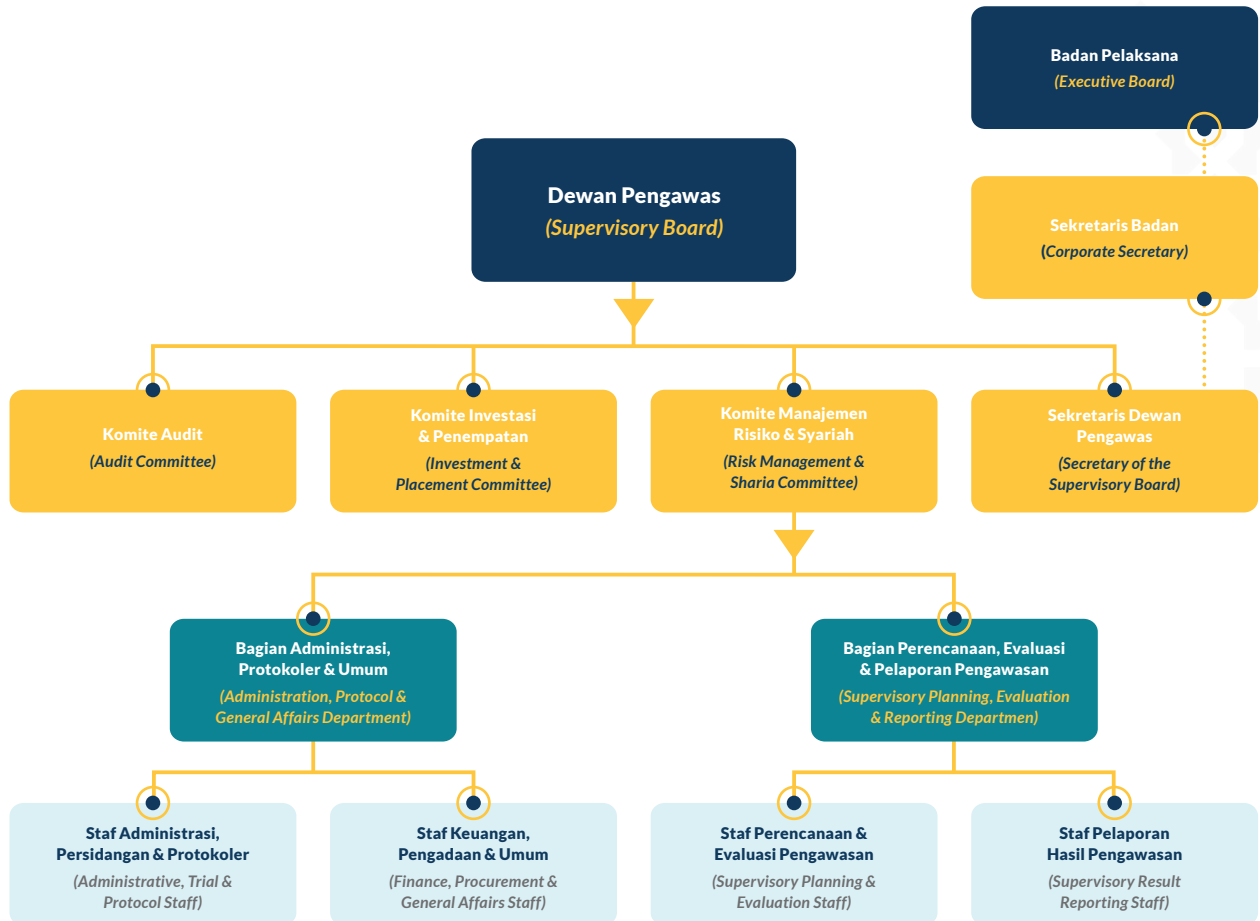 Badan Pelaksana
(Executive Board)
Dewan Pengawas
(Supervisory Board)
Sekretaris Badan
(Corporate Secretary)
Komite Audit
(Audit Committee)
Komite Investasi
& Penempatan
(Investment &
Placement Committee)
Komite Manajemen
Risiko & Syariah
(Risk Management &
Sharia Committee)
Sekretaris Dewan
Pengawas
(Secretary of the
Supervisory Board)
Bagian Administrasi,
Protokoler & Umum
(Administration, Protocol &
General Affairs Department)
Bagian Perencanaan, Evaluasi
& Pelaporan Pengawasan
(Supervisory Planning, Evaluation
& Reporting Departmen)
Staf Administrasi,
Persidangan & Protokoler
(Administrative, Trial &
Protocol Staff)
Staf Keuangan,
Pengadaan & Umum
(Finance, Procurement &
General Affairs Staff)
Staf Perencanaan &
Evaluasi Pengawasan
(Supervisory Planning &
Evaluation Staff)
Staf Pelaporan
Hasil Pengawasan
(Supervisory Result
Reporting Staff)